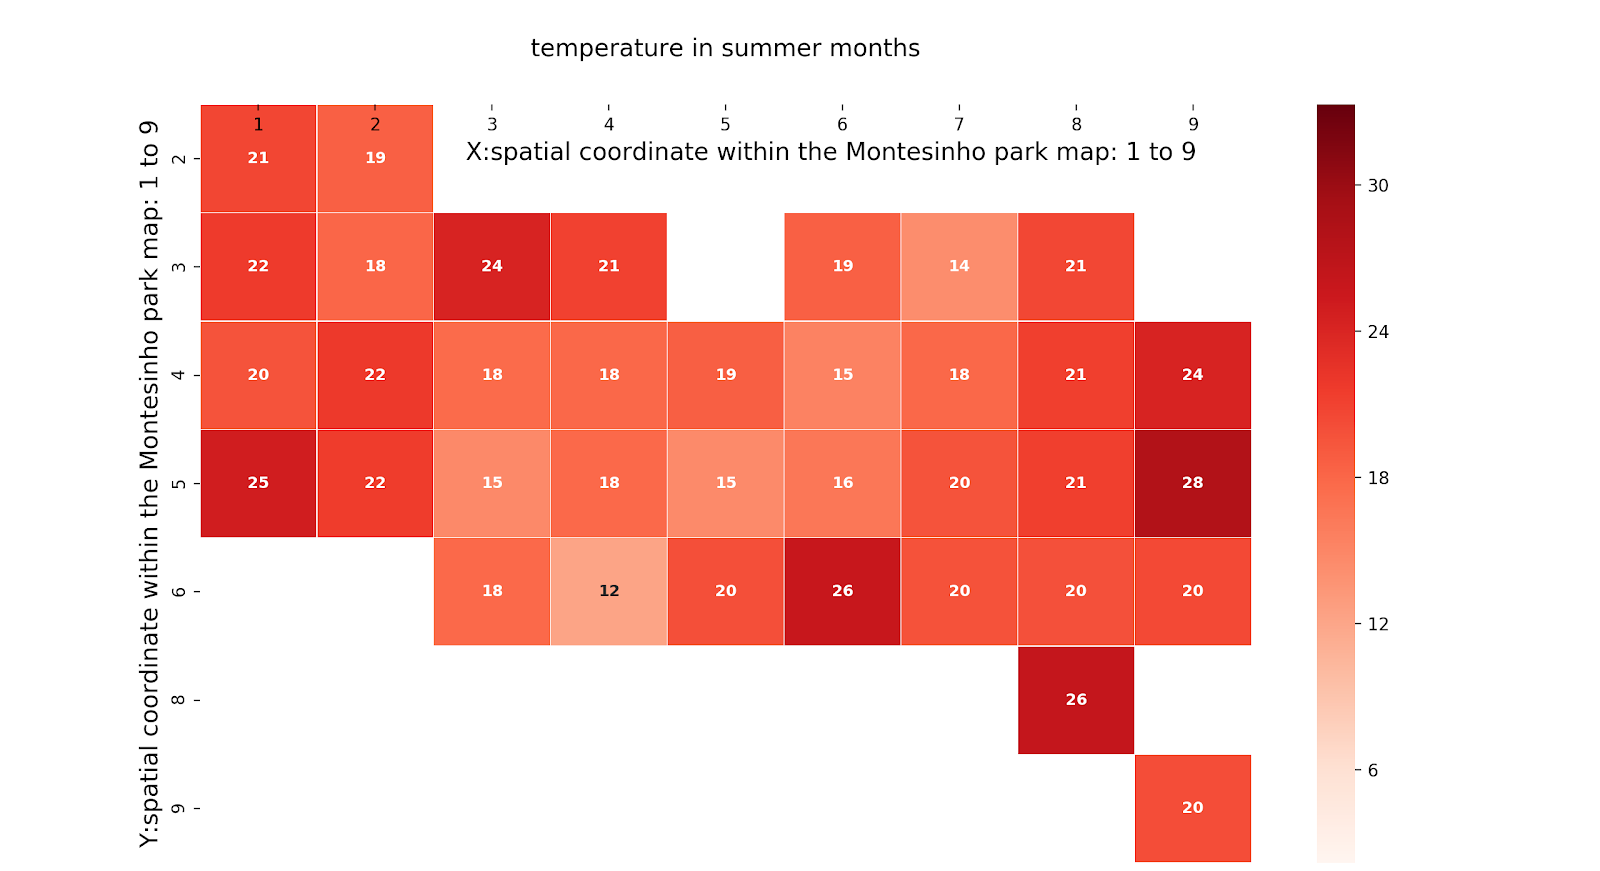 temperature in summer months
1 2 3 4 5 6 7 8 9
X:spatial coordinate within the Montesinho park map: 1 to 9
Y:spatial coordinate within the Montesinho park map: 1 to 9
2 21 19
3 22 18 24 21 19 14 21
4 20 22 18 18 19 15 18 21 24
5 25 22 15 18 15 16 20 21 28
6 18 12 20 26 20 20 20
8 26
9 20
30
24
18
12
6